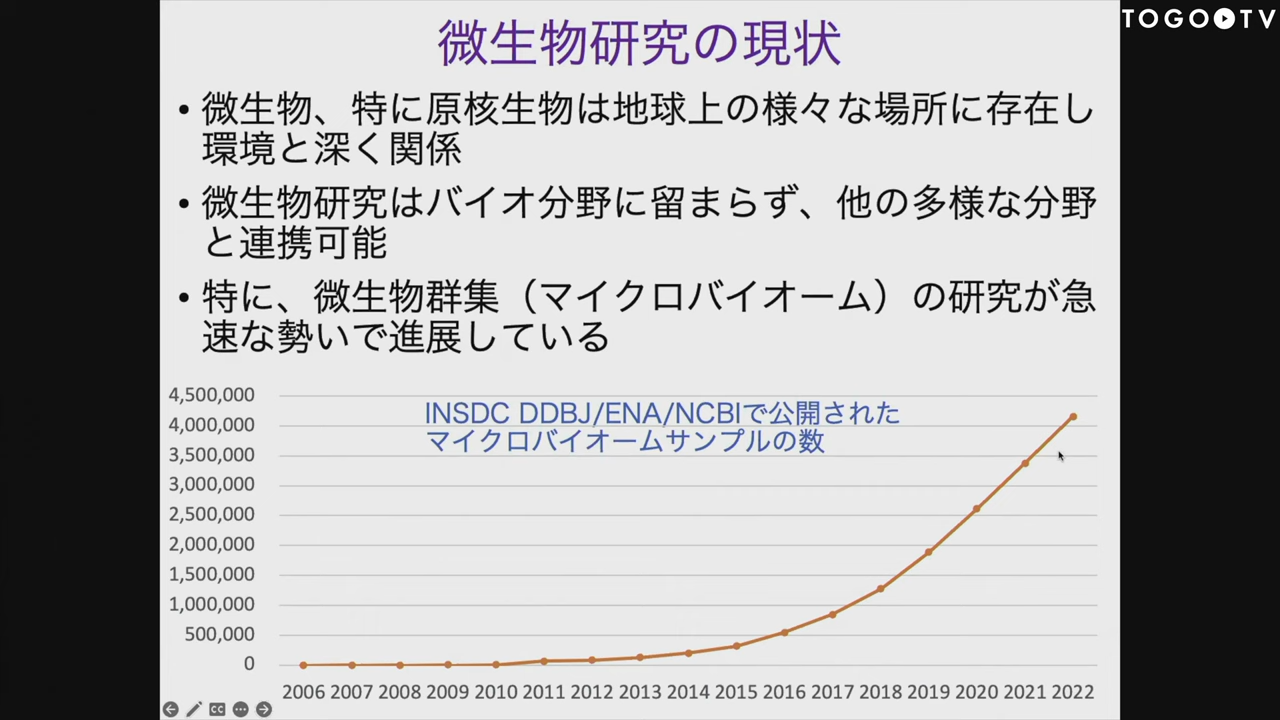 TOGO TV
微生物研究の現状
• 微生物、特に原核生物は地球上の様々な場所に存在し
環境と深く関係
• 微生物研究はバイオ分野に留まらず、他の多様な分野
と連携可能
• 特に、微生物群集（マイクロバイオーム）の研究が急
速な勢いで進展している
INSDC DDBJ/ENA/NCBIで公開された
マイクロバイオームサンプルの数
4,500,000
4,000,000
3,500,000
3,000,000
2,500,000
2,000,000
1,500,000
1,000,000
500,000
0
2006 2007 2008 2009 2010 2011 2012 2013 2014 2015 2016 2017 2018 2019 2020 2021 2022
CC